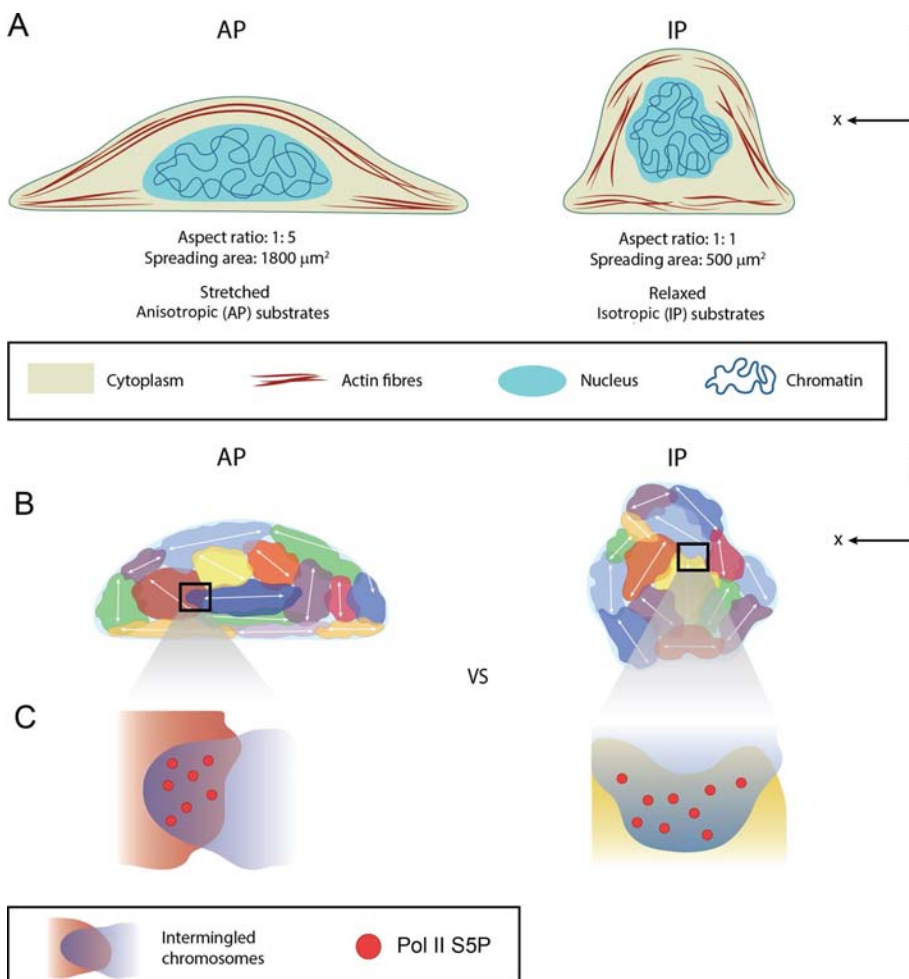 A
AP
IP
x
Aspect ratio: 1: 5
Spreading area: 1800 μm²
Stretched
Anisotropic (AP) substrates
Aspect ratio: 1: 1
Spreading area: 500 μm²
Relaxed
Isotropic (IP) substrates
Cytoplasm
Actin fibres
Nucleus
Chromatin
AP
IP
B
x
VS
C
Intermingled
chromosomes
Pol II S5P